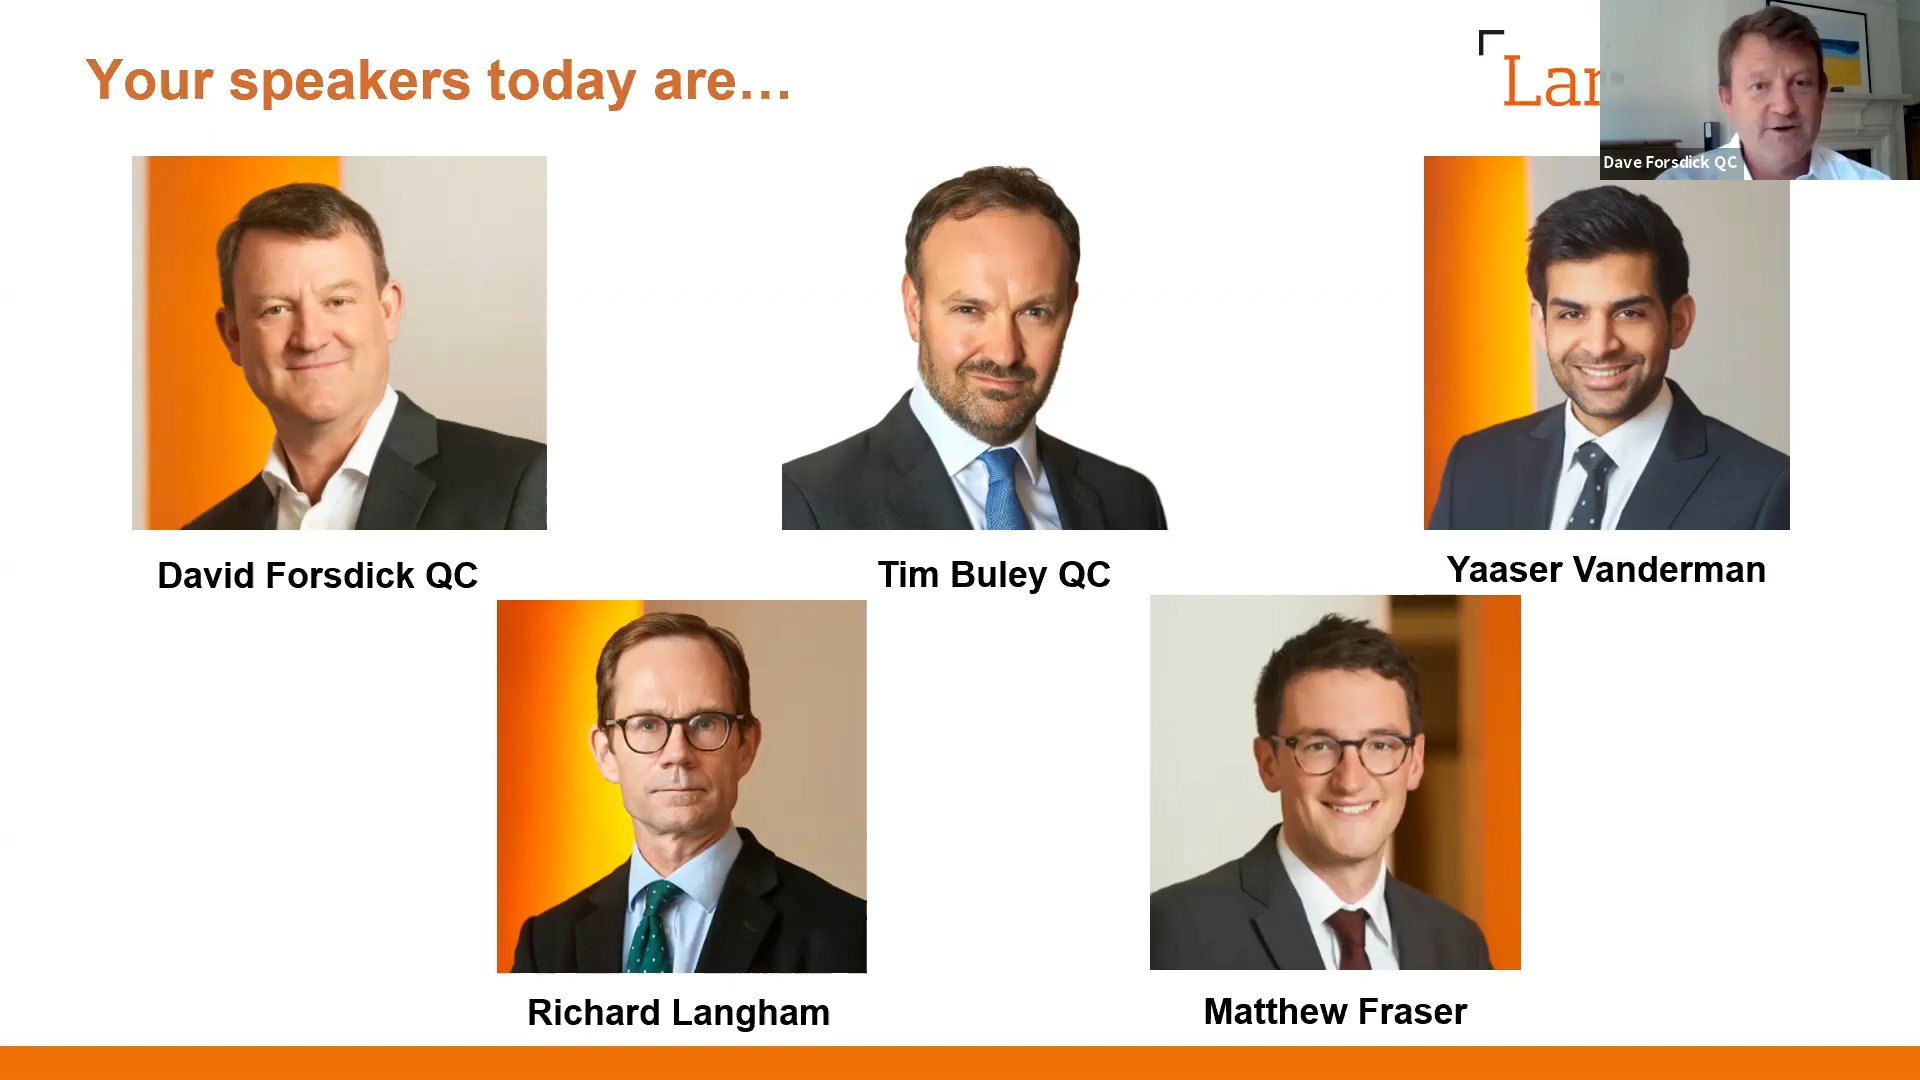 Your speakers today are…
Lan
Dave Forsdick QC
David Forsdick QC
Tim Buley QC
Yaaser Vanderman
Richard Langham
Matthew Fraser